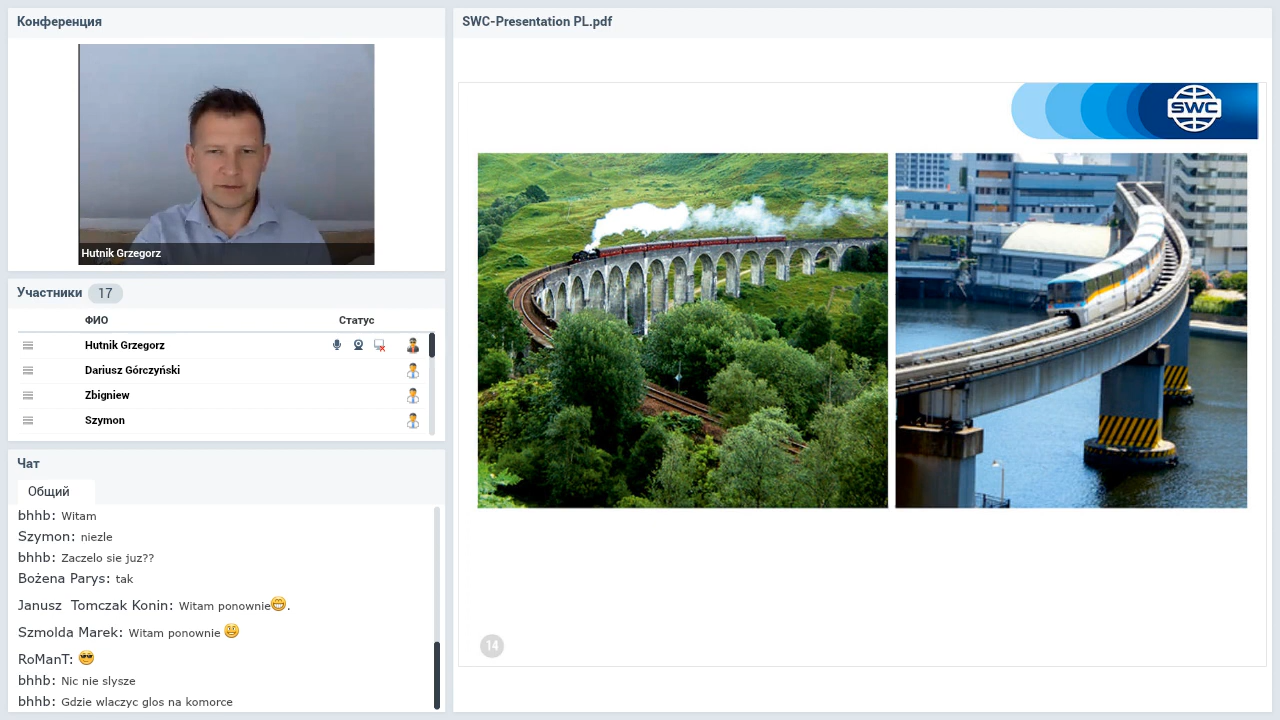 Конференция
Hutnik Grzegorz
Участники 17
ФИО Статус
Hutnik Grzegorz
Dariusz Górczyński
Zbigniew
Szymon
Чат
Общий
bhhb: Witam
Szymon: niezle
bhhb: Zaczelo sie juz??
Bożena Parys: tak
Janusz Tomczak Konin: Witam ponownie.
Szmolda Marek: Witam ponownie
RoManT:
bhhb: Nic nie slysze
bhhb: Gdzie wlaczyc glos na komorce
SWC-Presentation PL.pdf
SWC
14